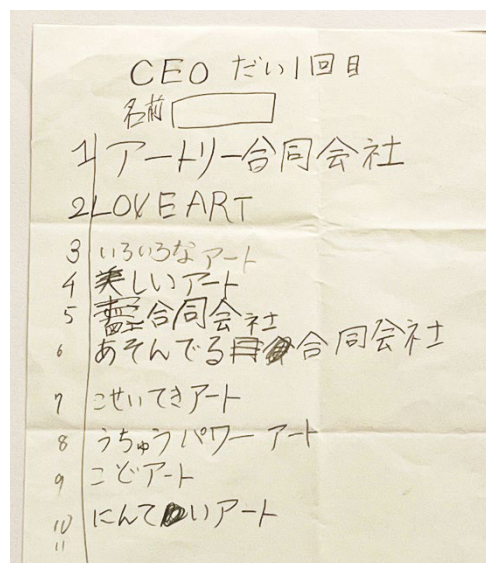 CEO だい1回目
名前
1 アートリー合同会社
2 LOVE ART
3 いろいろなアート
4 美しいアート
5 合同会社
6 あそんでる合同会社
7 こせいてきアート
8 うちゅうパワーアート
9 こどアート
10 にんていアート
11